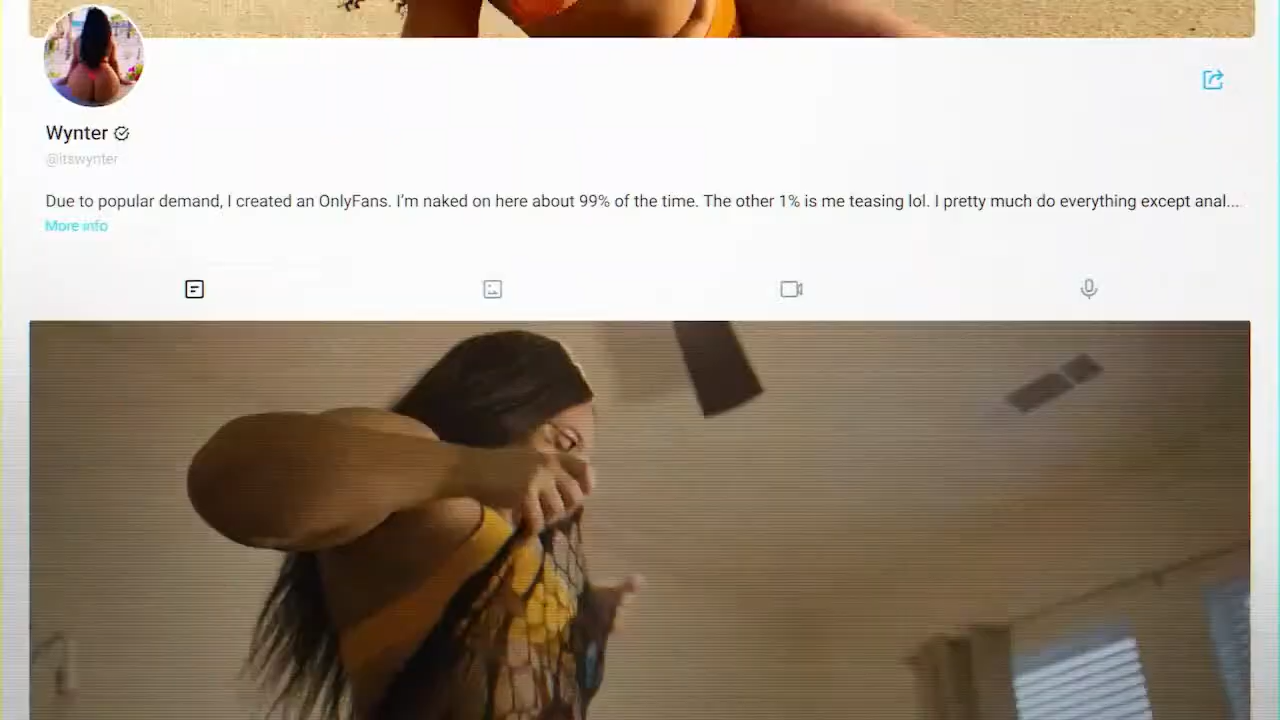 Wynter
@itswynter
Due to popular demand, I created an OnlyFans. I'm naked on here about 99% of the time. The other 1% is me teasing lol. I pretty much do everything except anal...
More info